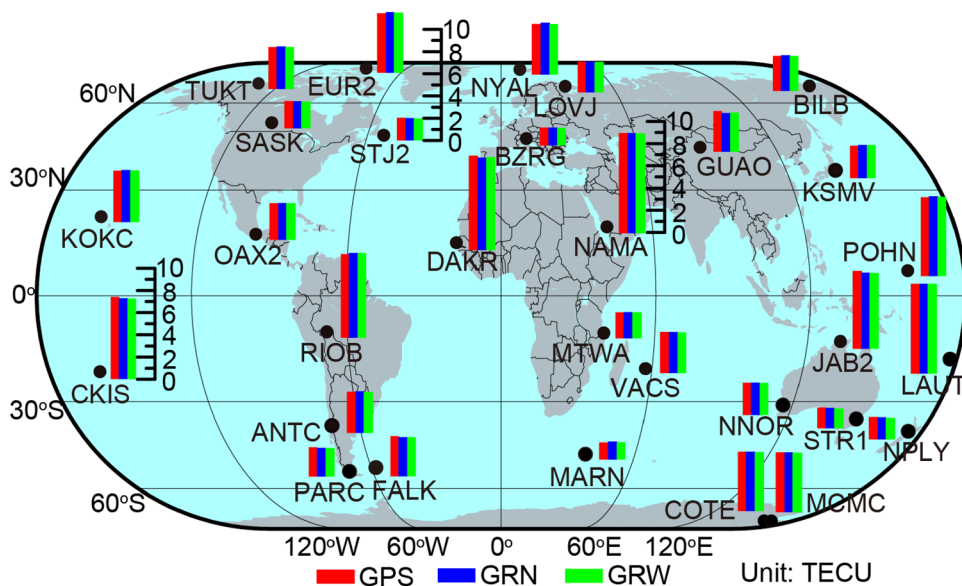 10
8
6
4
2
0
TUKT
EUR2
NYAL
LOVJ
BILB
60°N
SASK
STJ2
BZRG
10
8
6
4
2
0
GUAO
KSMV
30°N
KOKC
OAX2
DAKR
NAMA
POHN
10
8
6
4
2
0
0°
RIOB
MTWA
JAB2
CKIS
VACS
LAUT
30°S
ANTC
NNOR
STR1
NPLY
PARC
FALK
MARN
60°S
COTE
MCMC
120°W 60°W 0° 60°E 120°E
GPS GRN GRW Unit: TECU